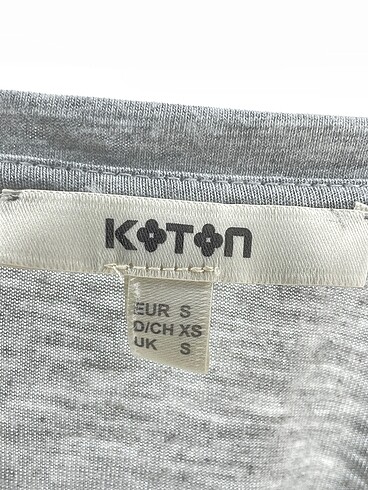 KOTON
EUR S
D/CH XS
UK S